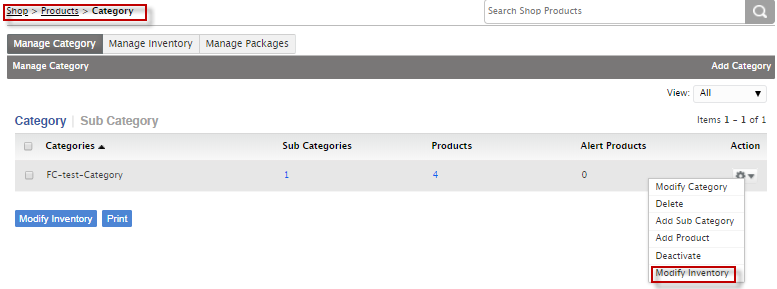 Shop > Products > Category
Search Shop Products
Manage Category Manage Inventory Manage Packages
Manage Category Add Category
View: All
Category | Sub Category Items 1 - 1 of 1
Categories Sub Categories Products Alert Products Action
FC-test-Category 1 4 0
Modify Category
Delete
Add Sub Category
Add Product
Deactivate
Modify Inventory
Modify Inventory Print